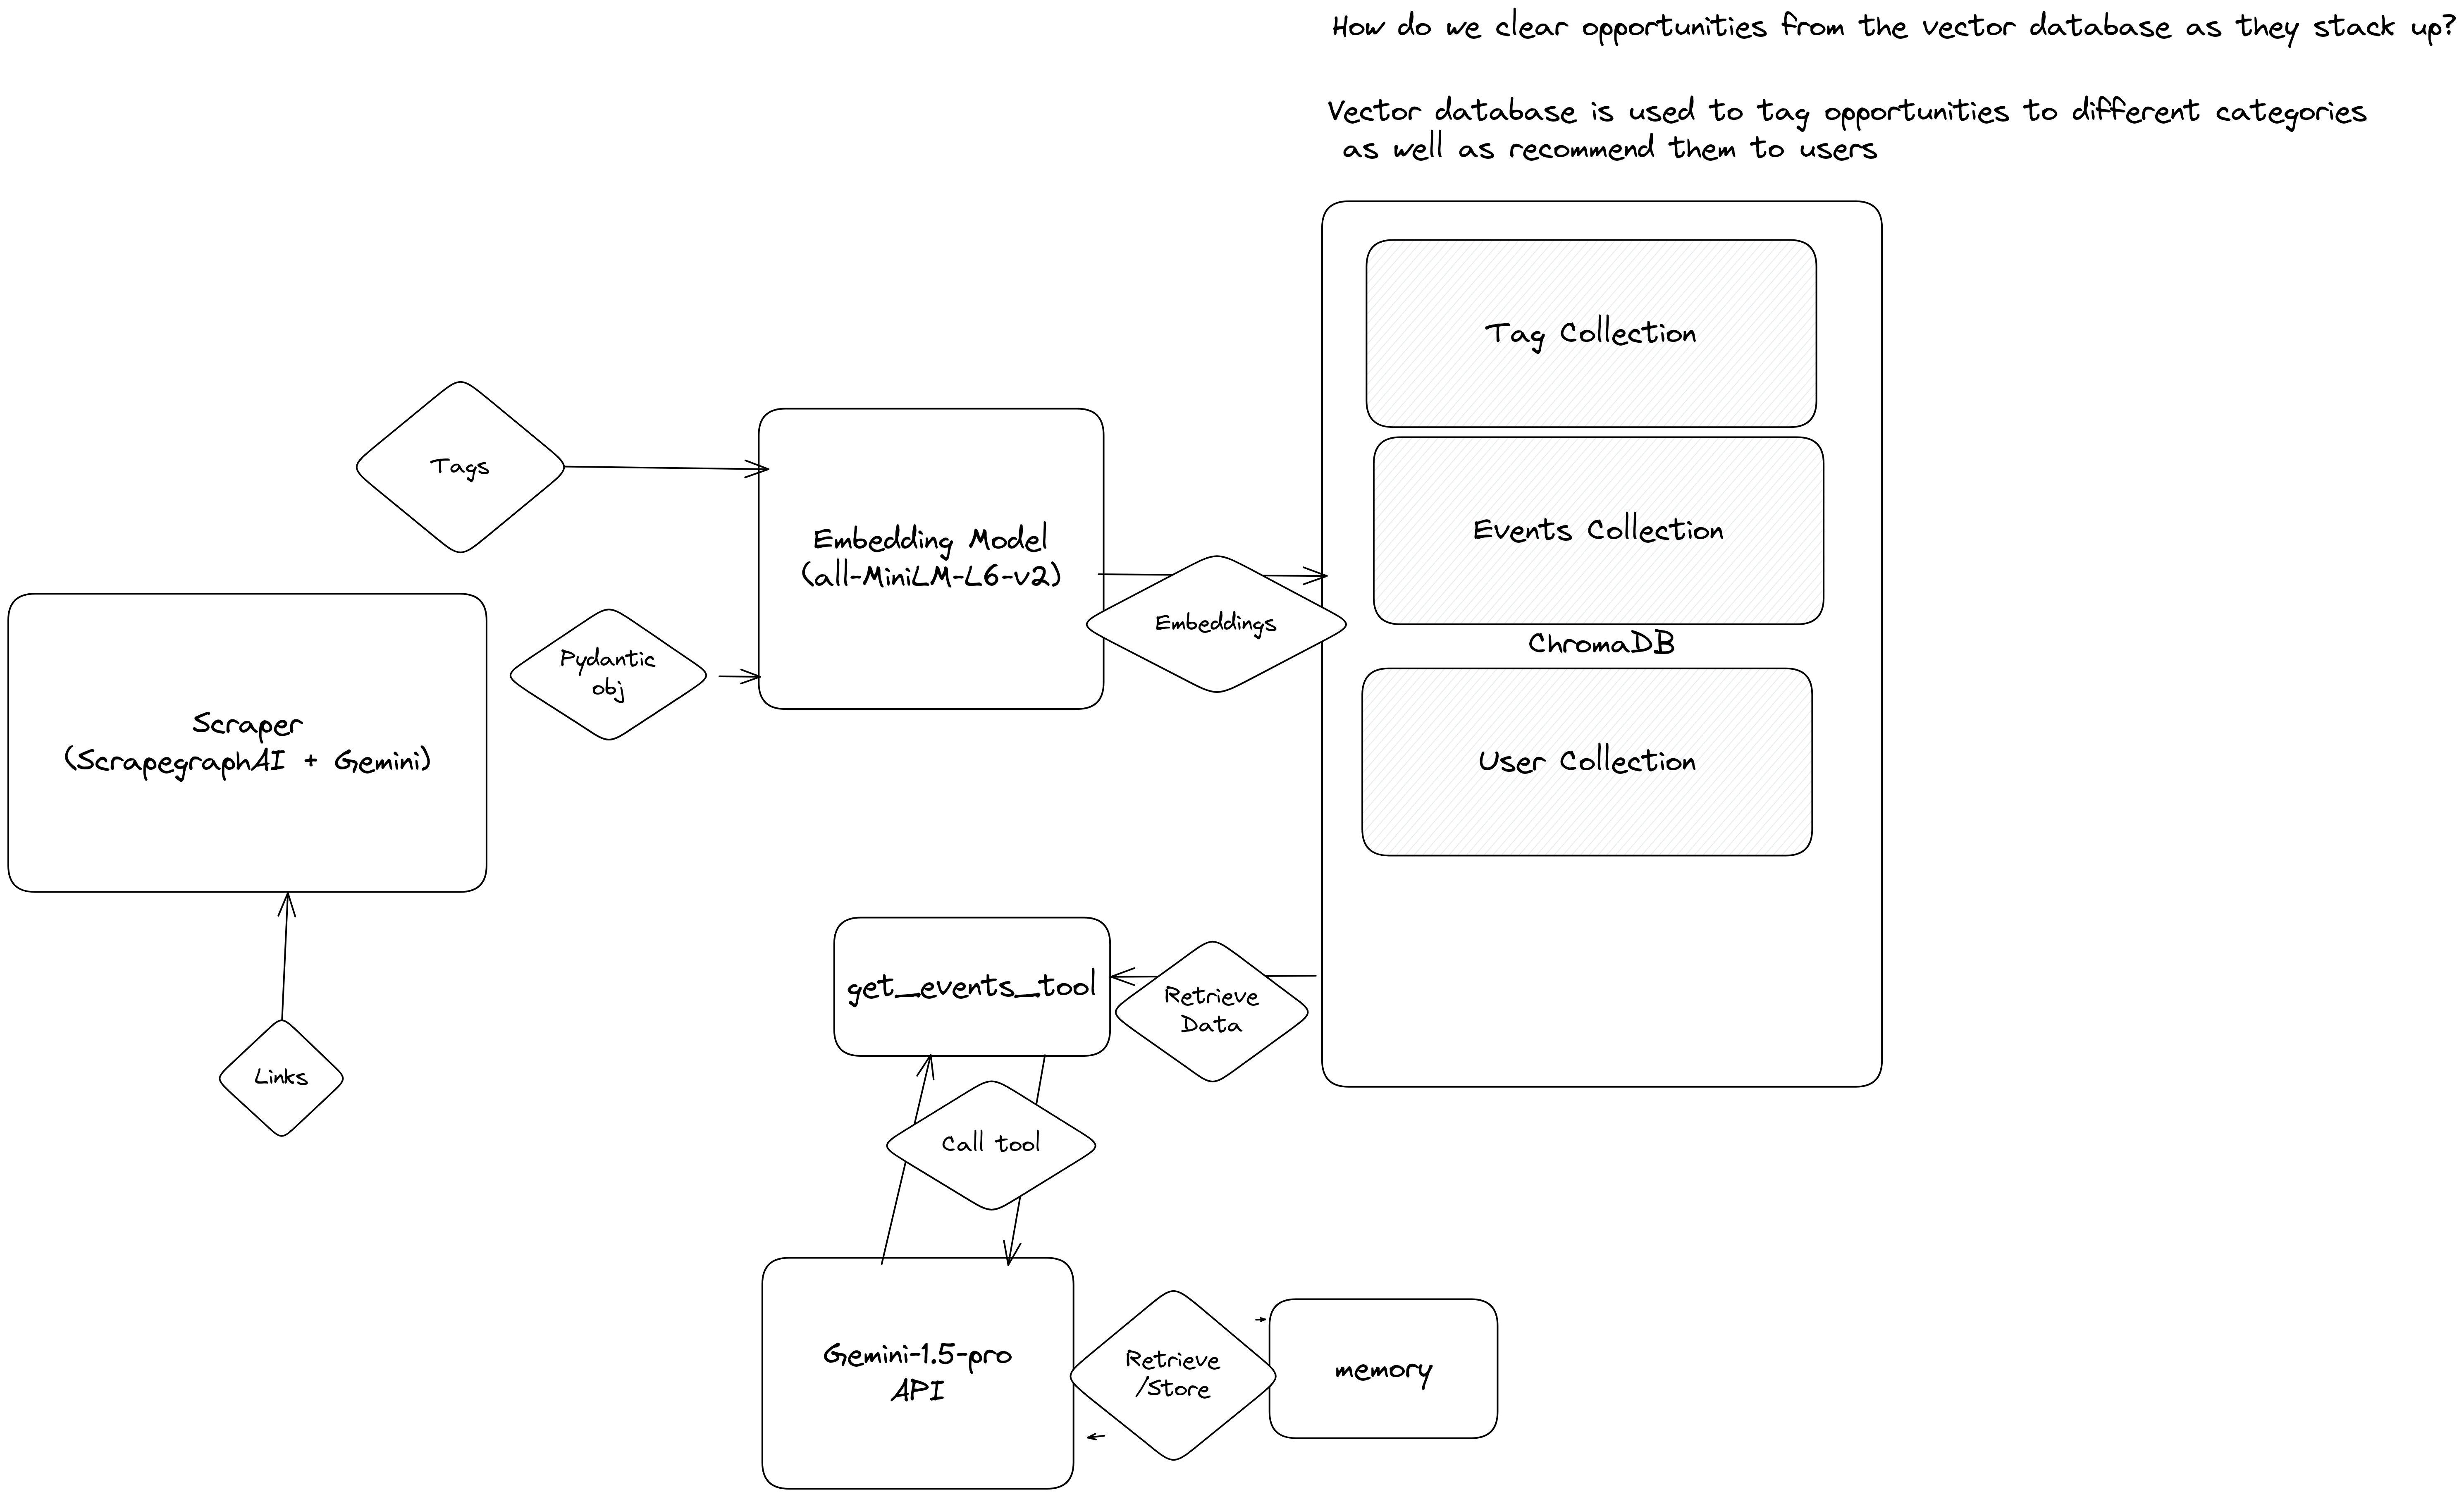 How do we clear opportunities from the vector database as they stack up?
Vector database is used to tag opportunities to different categories
as well as recommend them to users
Tag Collection
Tags
Events Collection
Embedding Model
(all-MiniLM-L6-v2)
Embeddings
ChromaDB
Pydantic
obj
Scraper
(ScrapegraphAI + Gemini)
User Collection
get_events_tool
Retrieve
Data
Links
Call tool
Gemini-1.5-pro
API
Retrieve
/Store
memory